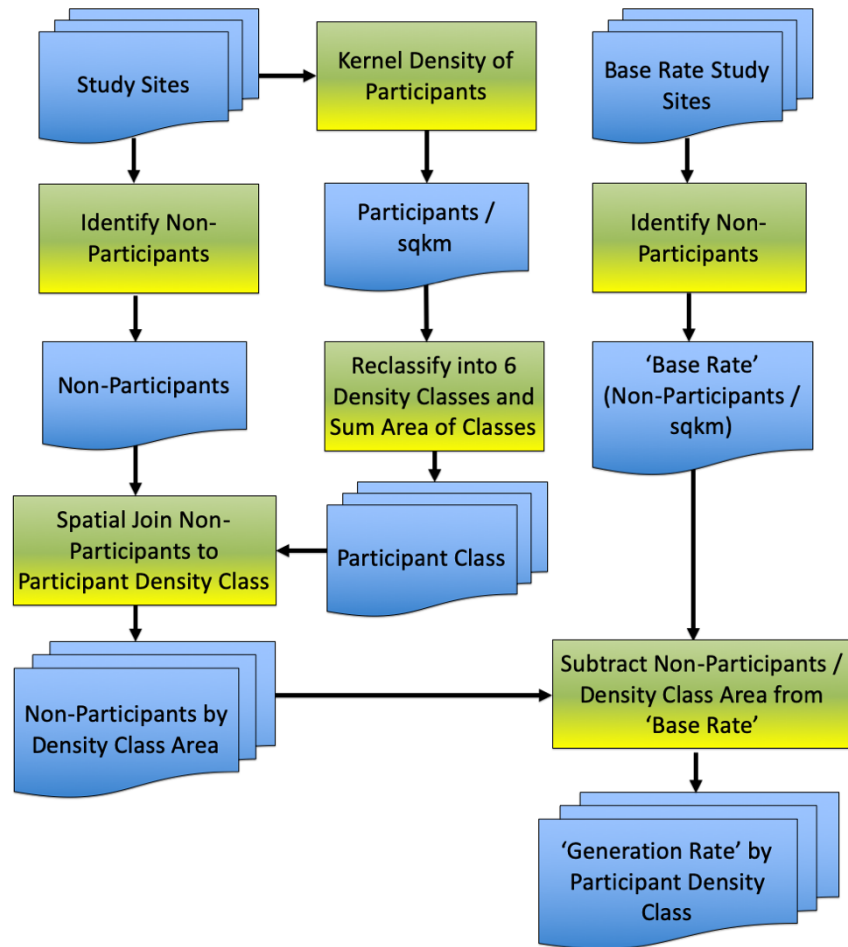 Study Sites
Kernel Density of
Participants
Base Rate Study
Sites
Identify Non-
Participants
Participants /
sqkm
Identify Non-
Participants
Non-Participants
Reclassify into 6
Density Classes and
Sum Area of Classes
‘Base Rate’
(Non-Participants /
sqkm)
Spatial Join Non-
Participants to
Participant Density Class
Participant Class
Non-Participants by
Density Class Area
Subtract Non-Participants /
Density Class Area from
‘Base Rate’
‘Generation Rate’ by
Participant Density
Class